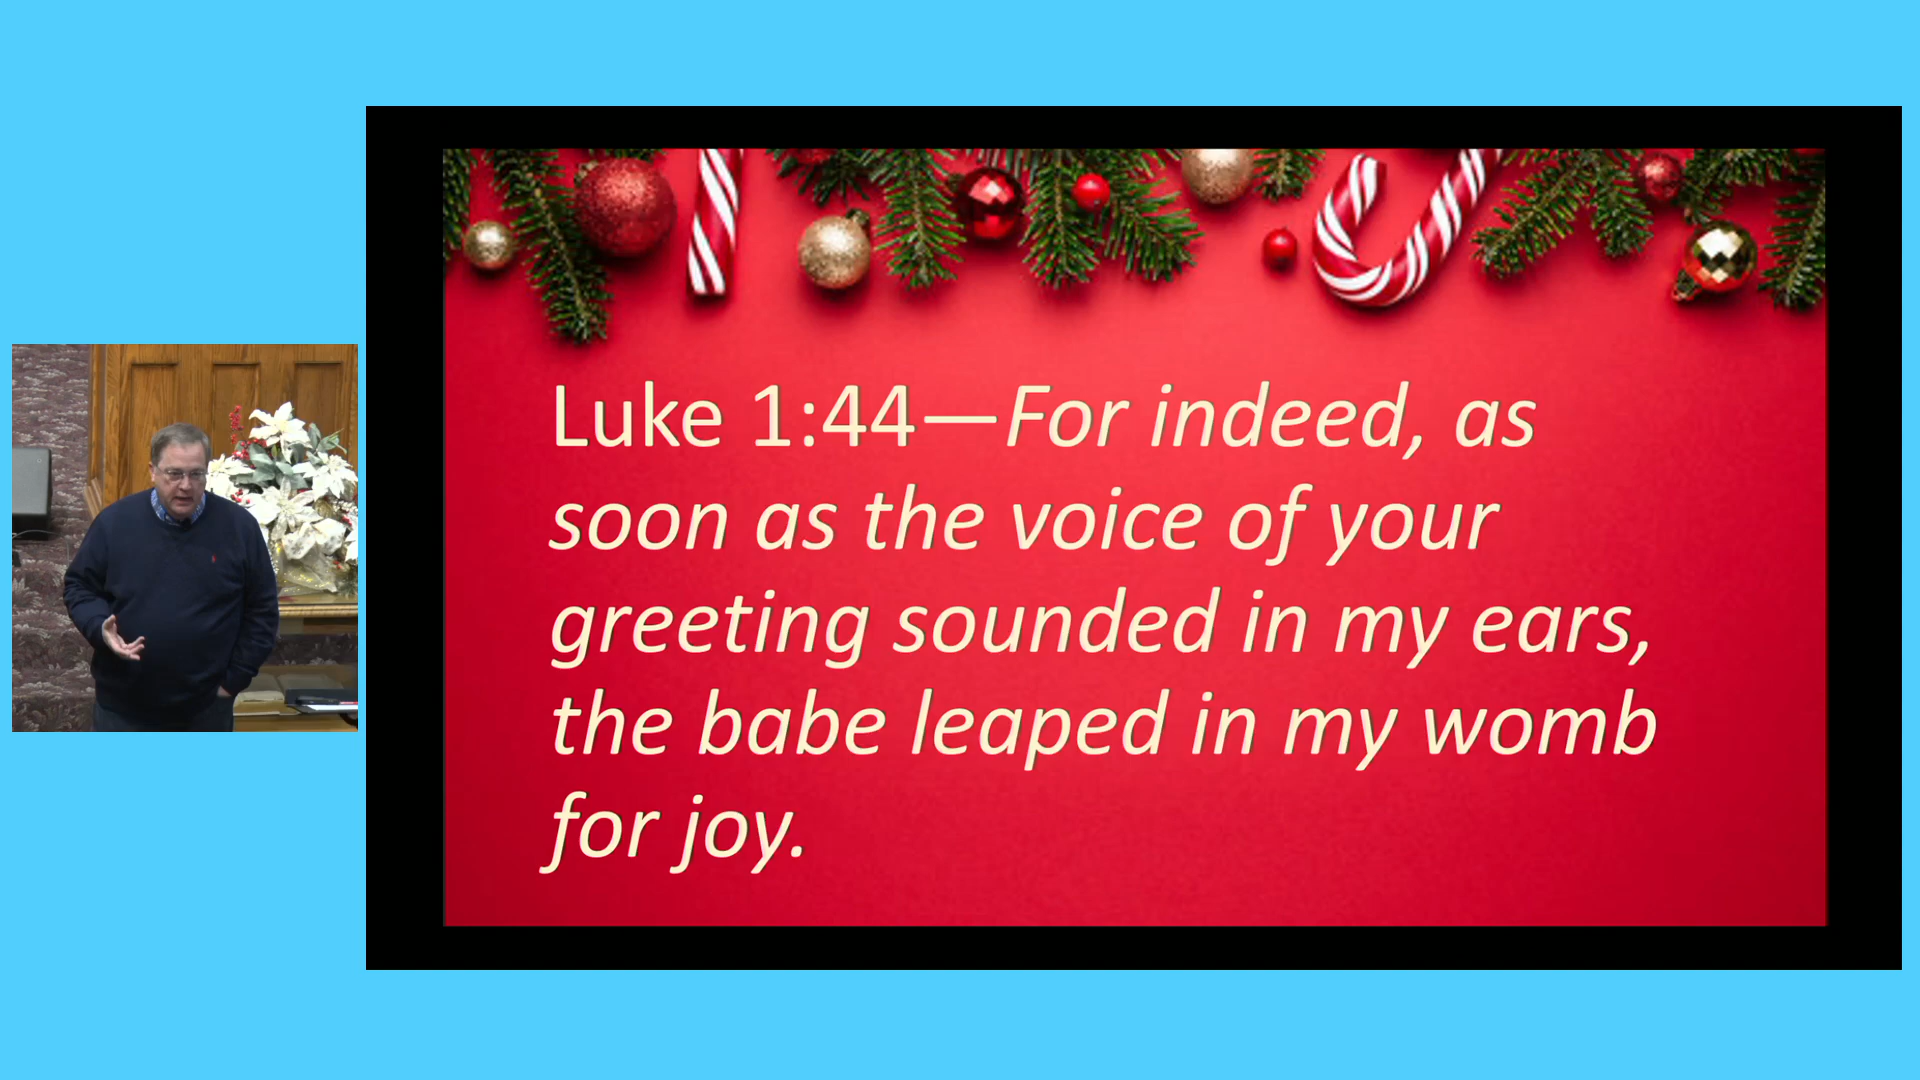 Luke 1:44—For indeed, as
soon as the voice of your
greeting sounded in my ears,
the babe leaped in my womb
for joy.